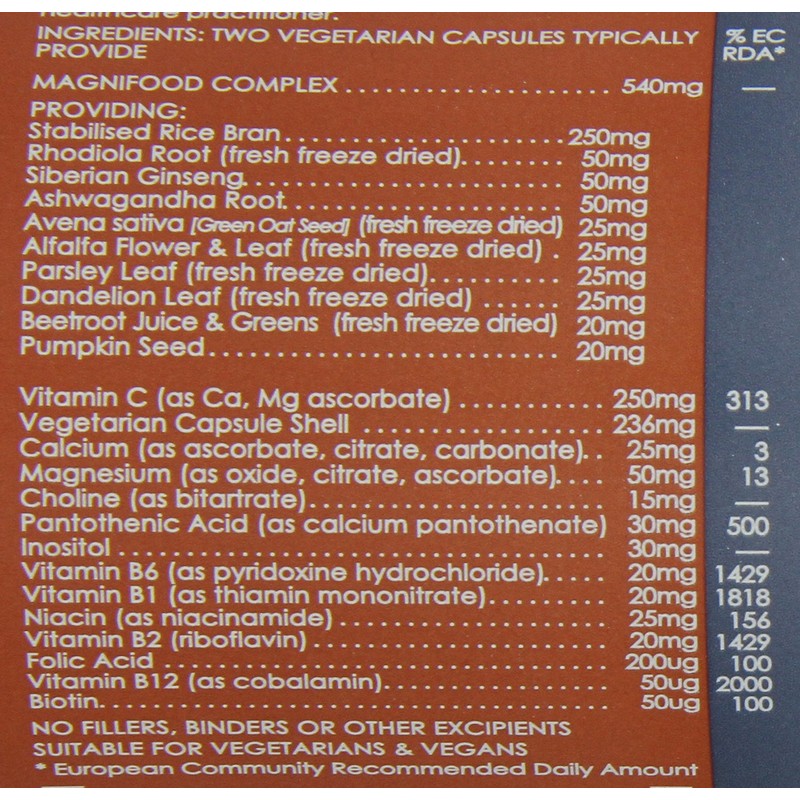 healthcare practitioner.
INGREDIENTS: TWO VEGETARIAN CAPSULES TYPICALLY PROVIDE
% EC RDA*
MAGNIFOOD COMPLEX ..................... 540mg —
PROVIDING:
Stabilised Rice Bran ...................... 250mg
Rhodiola Root (fresh freeze dried)........ 50mg
Siberian Ginseng......................... 50mg
Ashwagandha Root...................... 50mg
Avena sativa [Green Oat Seed] (fresh freeze dried) 25mg
Alfalfa Flower & Leaf (fresh freeze dried) . 25mg
Parsley Leaf (fresh freeze dried).......... 25mg
Dandelion Leaf (fresh freeze dried) ...... 25mg
Beetroot Juice & Greens (fresh freeze dried) 20mg
Pumpkin Seed........................... 20mg
Vitamin C (as Ca, Mg ascorbate) ........... 250mg 313
Vegetarian Capsule Shell .................. 236mg —
Calcium (as ascorbate, citrate, carbonate). . 25mg 3
Magnesium (as oxide, citrate, ascorbate).... 50mg 13
Choline (as bitartrate)....................... 15mg —
Pantothenic Acid (as calcium pantothenate) 30mg 500
Inositol ..................................... 30mg —
Vitamin B6 (as pyridoxine hydrochloride)..... 20mg 1429
Vitamin B1 (as thiamin mononitrate)......... 20mg 1818
Niacin (as niacinamide) .................... 25mg 156
Vitamin B2 (riboflavin) ...................... 20mg 1429
Folic Acid .................................. 200ug 100
Vitamin B12 (as cobalamin)................. 50ug 2000
Biotin....................................... 50ug 100
NO FILLERS, BINDERS OR OTHER EXCIPIENTS
SUITABLE FOR VEGETARIANS & VEGANS
* European Community Recommended Daily Amount